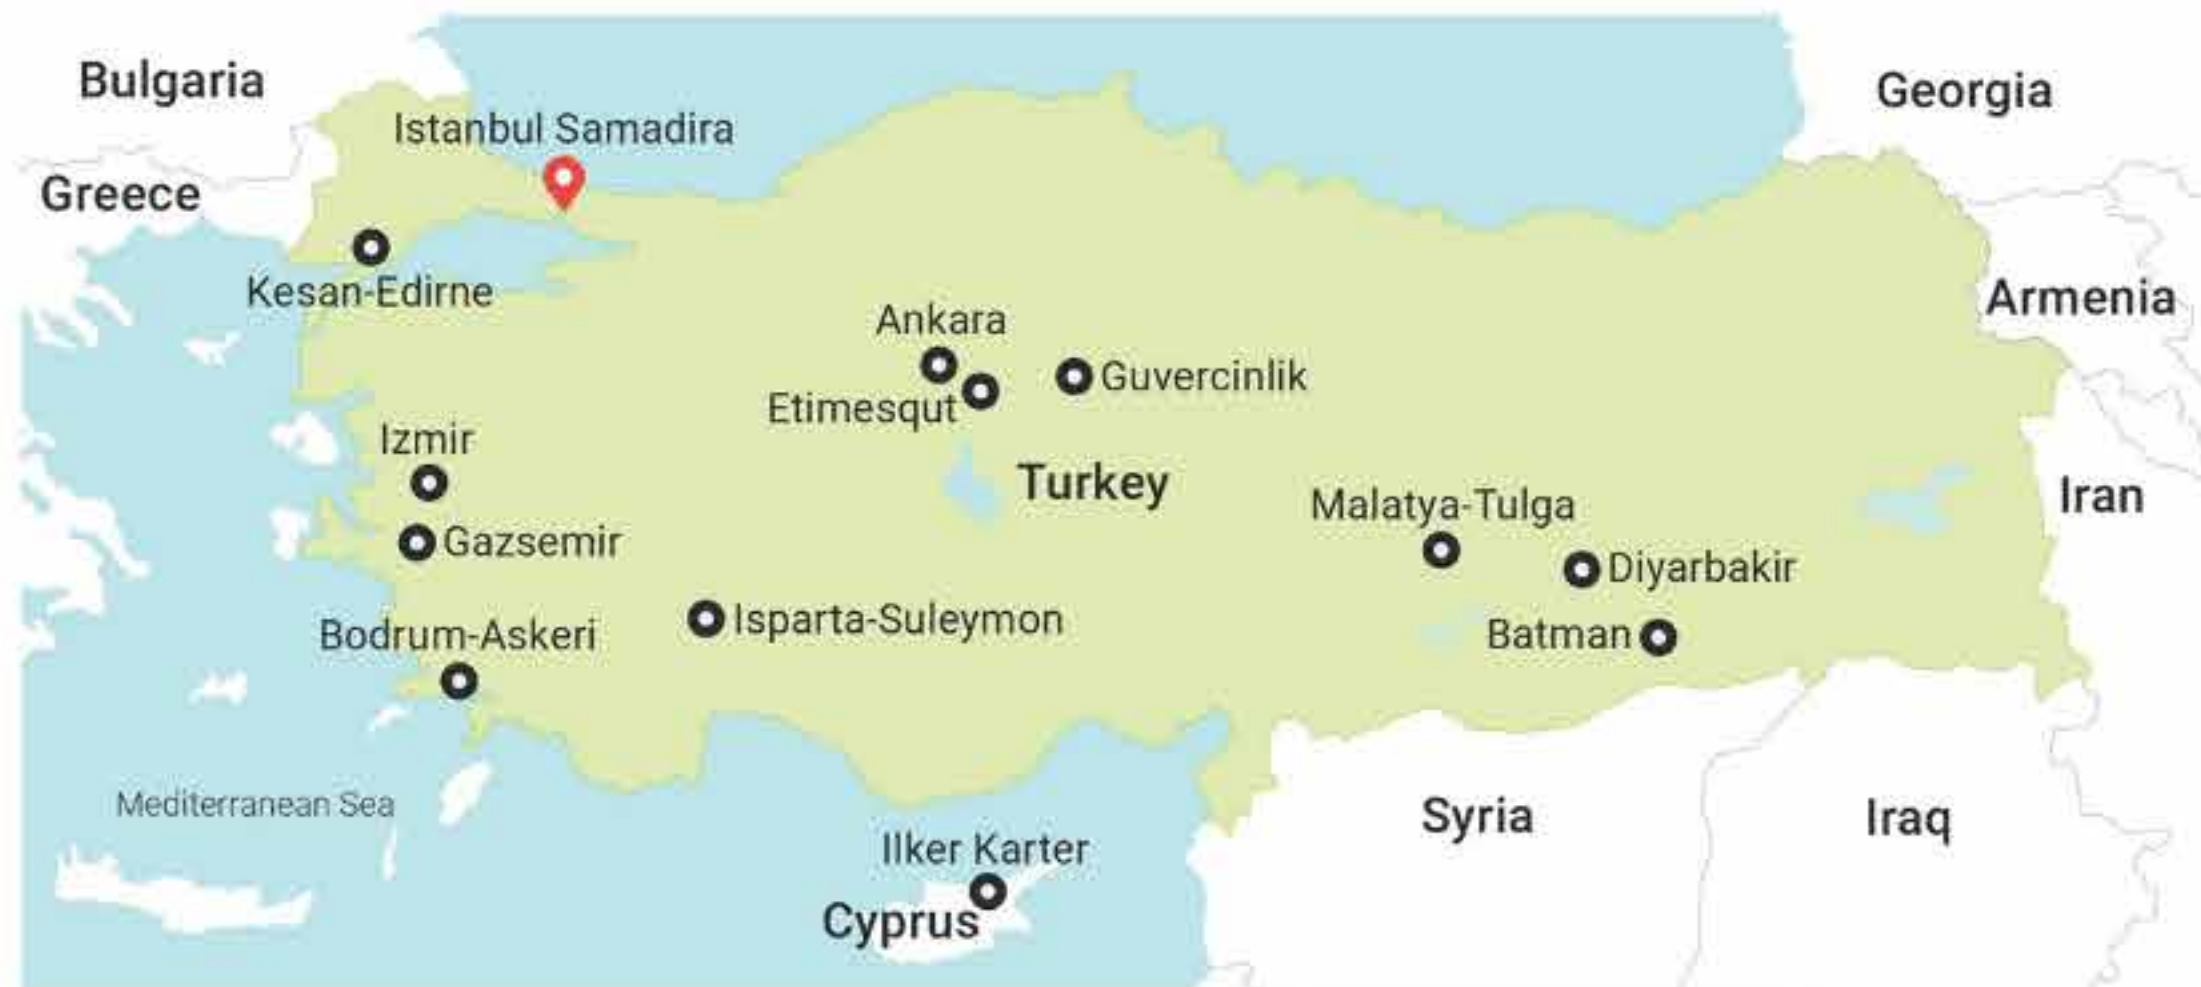 Bulgaria
Georgia
Istanbul Samadira
Greece
Kesan-Edirne
Armenia
Ankara
Guvercinlik
Etimesqut
Izmir
Turkey
Iran
Malatya-Tulga
Gazsemir
Diyarbakir
Isparta-Suleymon
Bodrum-Askeri
Batman
Mediterranean Sea
Syria
Iraq
Ilker Karter
Cyprus